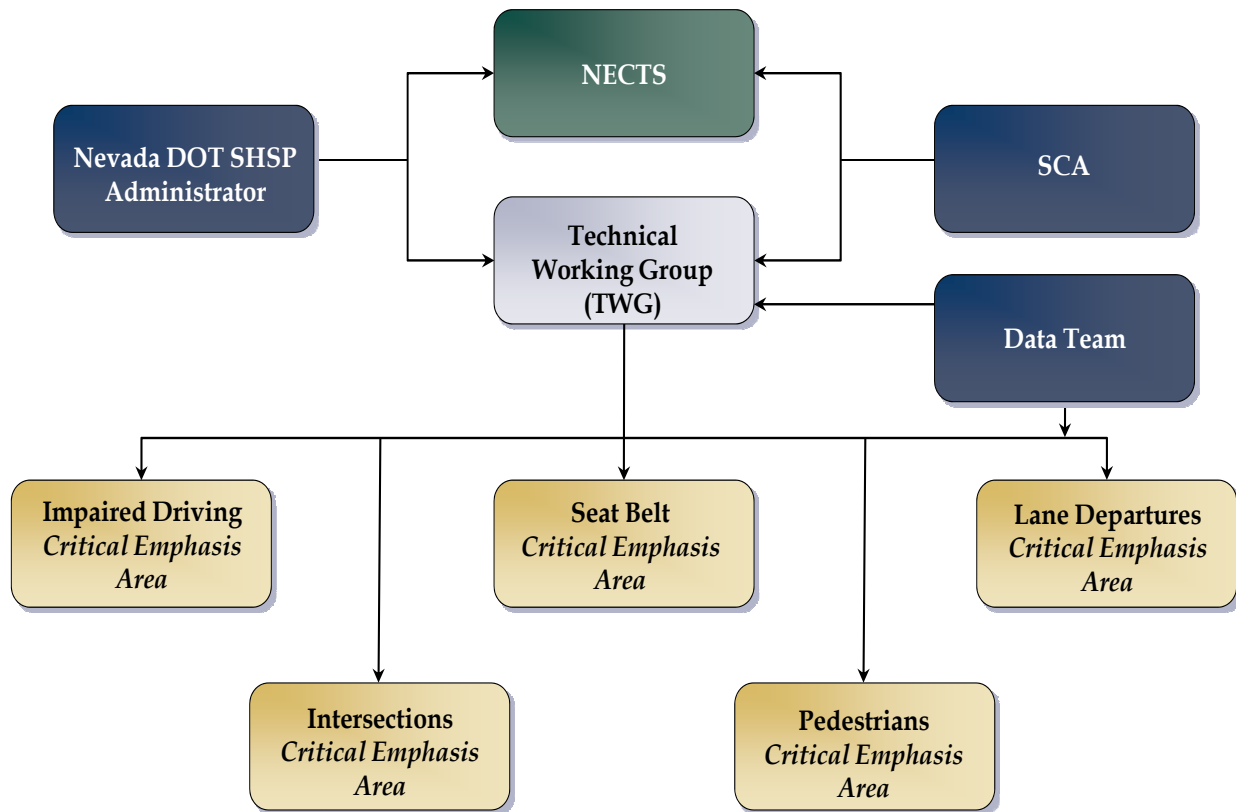 NECTS
Nevada DOT SHSP
Administrator
SCA
Technical
Working Group
(TWG)
Data Team
Impaired Driving
Critical Emphasis
Area
Seat Belt
Critical Emphasis
Area
Lane Departures
Critical Emphasis
Area
Intersections
Critical Emphasis
Area
Pedestrians
Critical Emphasis
Area